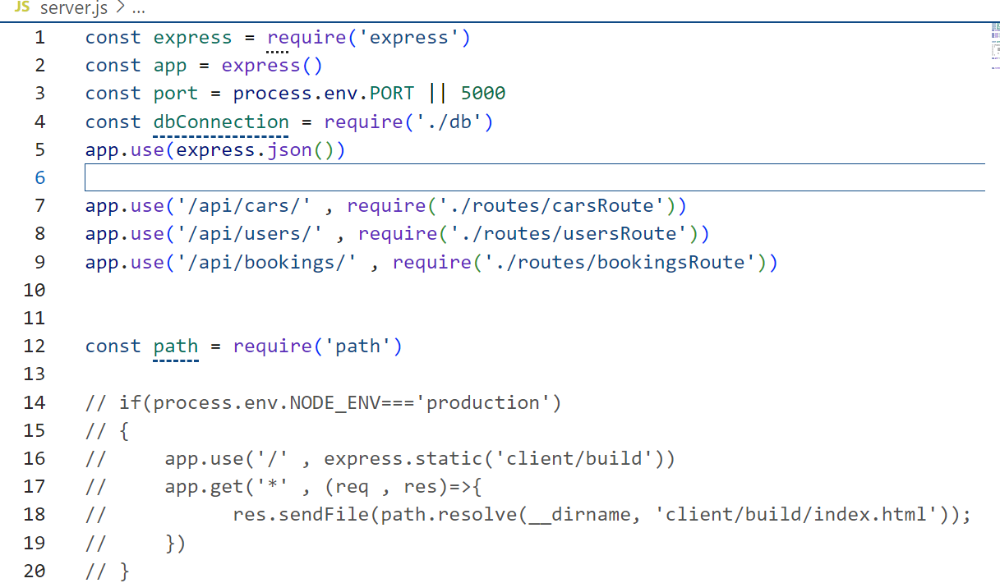 JS server.js > ...
1 const express = require('express')
2 const app = express()
3 const port = process.env.PORT || 5000
4 const dbConnection = require('./db')
5 app.use(express.json())
6
7 app.use('/api/cars/' , require('./routes/carsRoute'))
8 app.use('/api/users/' , require('./routes/usersRoute'))
9 app.use('/api/bookings/' , require('./routes/bookingsRoute'))
10
11
12 const path = require('path')
13
14 // if(process.env.NODE_ENV==='production')
15 // {
16 //     app.use('/' , express.static('client/build'))
17 //     app.get('*' , (req , res)=>{
18 //           res.sendFile(path.resolve(__dirname, 'client/build/index.html'));
19 //     })
20 // }